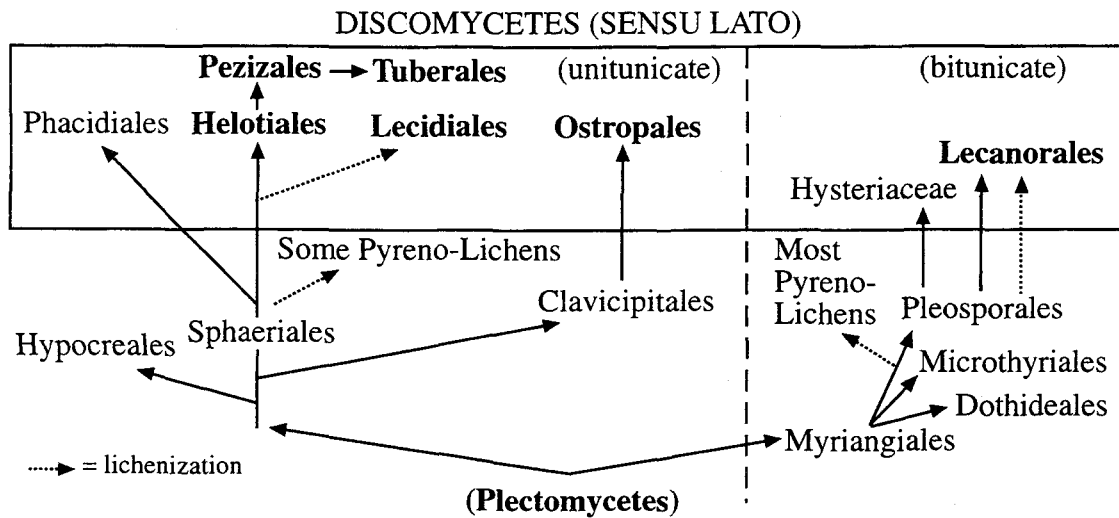 DISCOMYCETES (SENSU LATO)
Pezizales
Tuberales
(unitunicate)
(bitunicate)
Phacidiales
Helotiales
Lecidiales
Ostropales
Lecanorales
Hysteriaceae
Some Pyreno-Lichens
Most
Pyreno-
Lichens
Clavicipitales
Pleosporales
Sphaeriales
Hypocreales
Microthyriales
Dothideales
Myriangiales
= lichenization
(Plectomycetes)